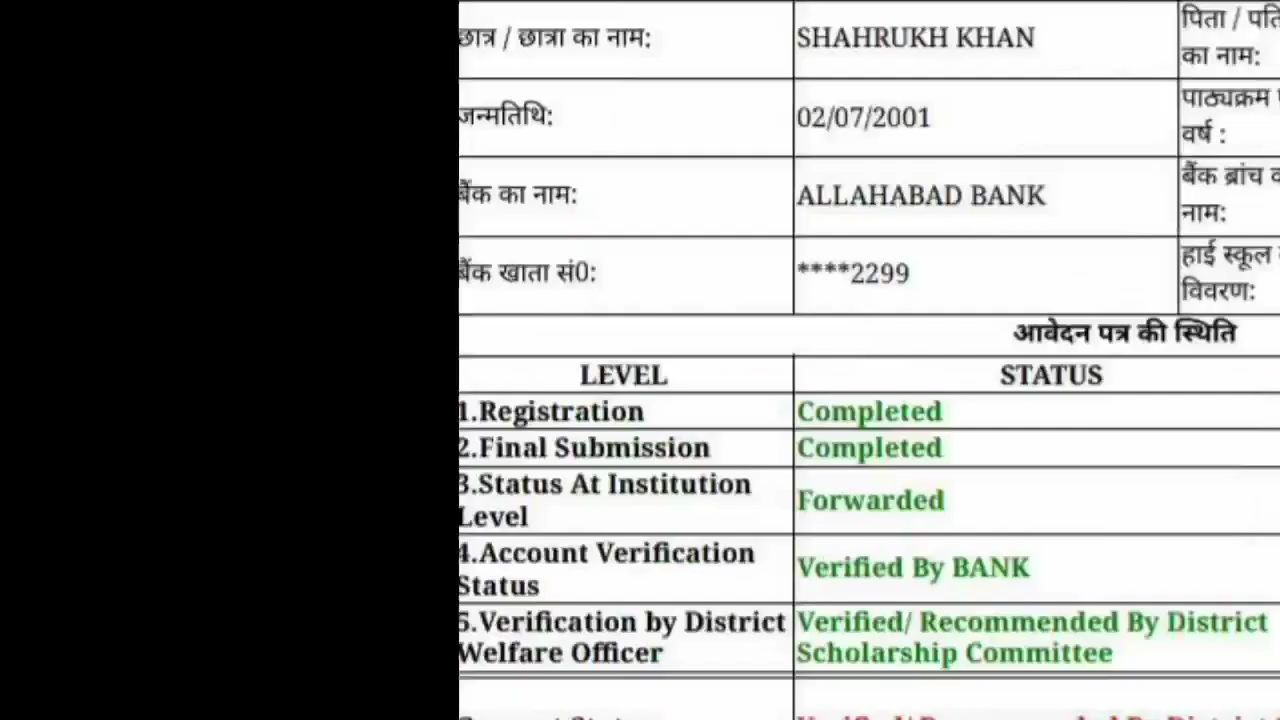 छात्र / छात्रा का नाम: SHAHRUKH KHAN पिता / पति
का नाम:
जन्मतिथि: 02/07/2001 पाठ्यक्रम
वर्ष :
बैंक का नाम: ALLAHABAD BANK बैंक ब्रांच
नाम:
बैंक खाता सं0: ****2299 हाई स्कूल
विवरण:
आवेदन पत्र की स्थिति
LEVEL STATUS
1.Registration Completed
2.Final Submission Completed
3.Status At Institution
Level Forwarded
4.Account Verification
Status Verified By BANK
5.Verification by District Verified/ Recommended By District
Welfare Officer Scholarship Committee